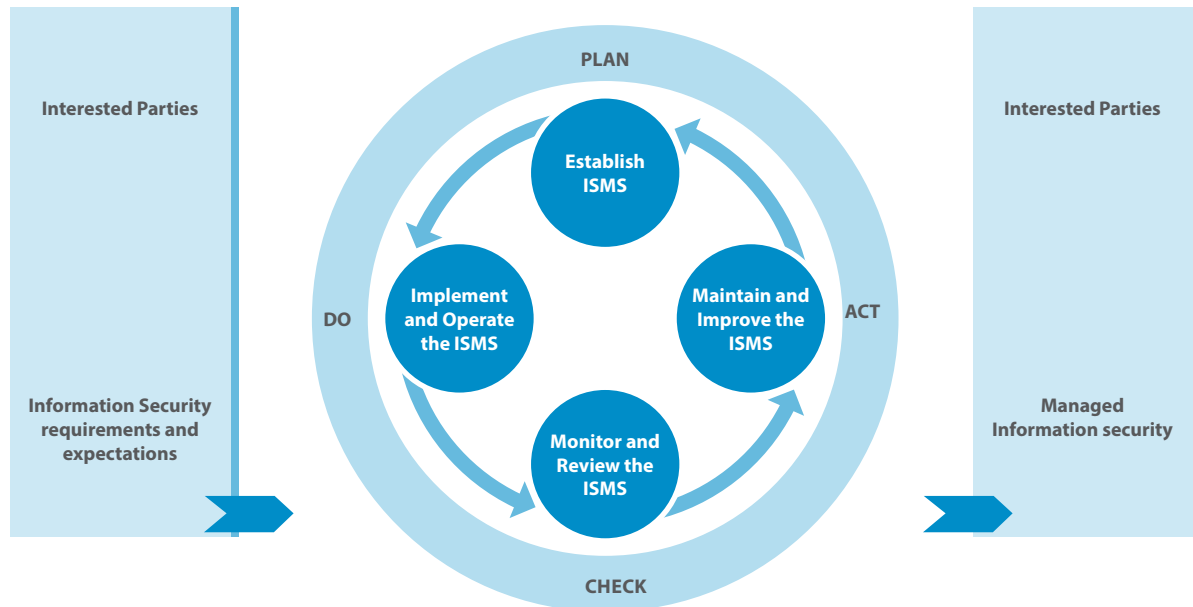 PLAN
Interested Parties
Interested Parties
Establish
ISMS
Implement
and Operate
the ISMS
Maintain and
Improve the
ISMS
DO
ACT
Information Security
requirements and
expectations
Managed
Information security
Monitor and
Review the
ISMS
CHECK